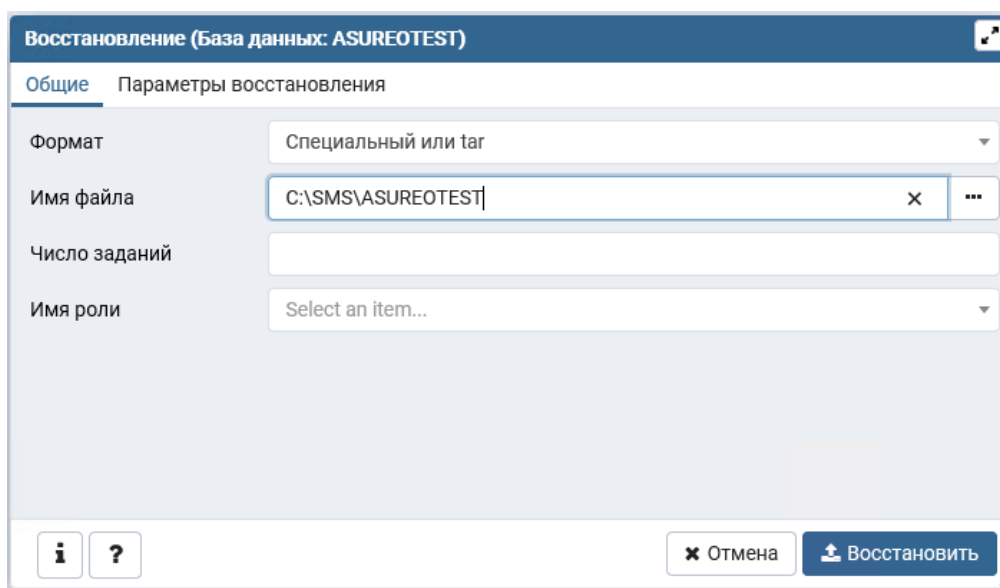 Восстановление (База данных: ASUREOTEST)
Общие Параметры восстановления
Формат Специальный или tar
Имя файла C:\SMS\ASUREOTEST
Число заданий
Имя роли Select an item...
Отмена Восстановить